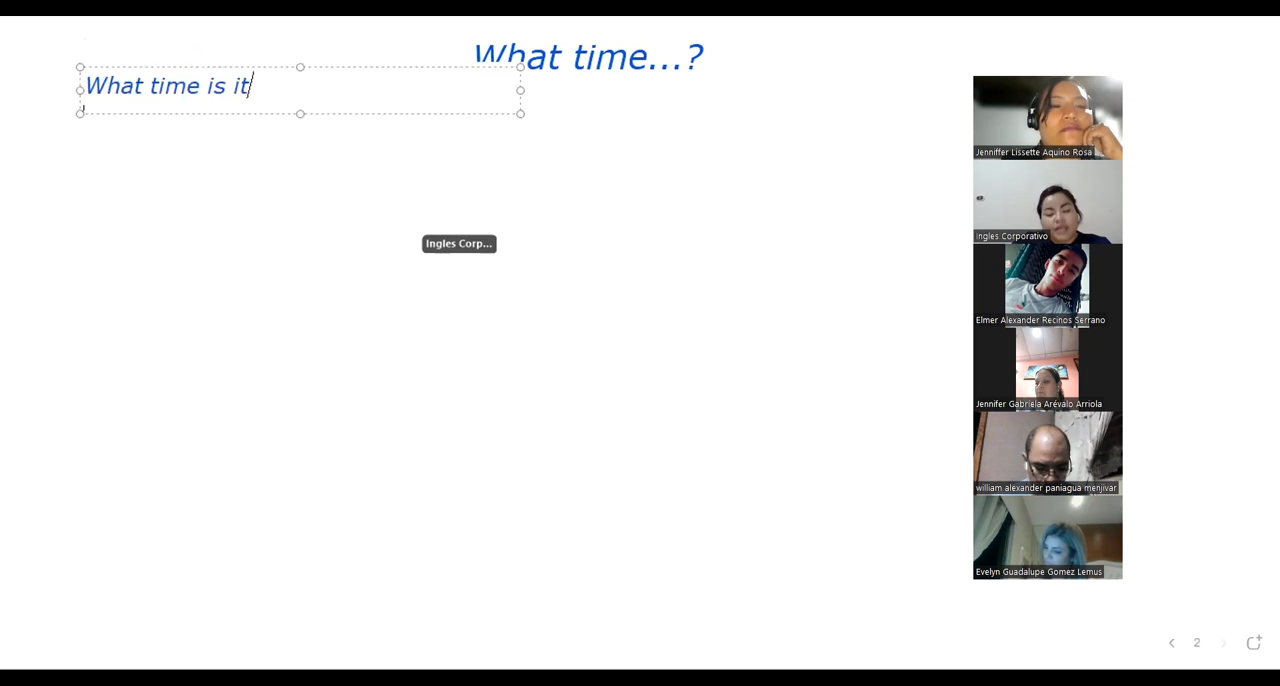 What time...?
What time is it
Ingles Corp...
Jenniffer Lissette Aquino Rosa
Ingles Corporativo
Elmer Alexander Recinos Serrano
Jennifer Gabriela Arévalo Arriola
william alexander paniagua menjivar
Evelyn Guadalupe Gomez Lemus
2